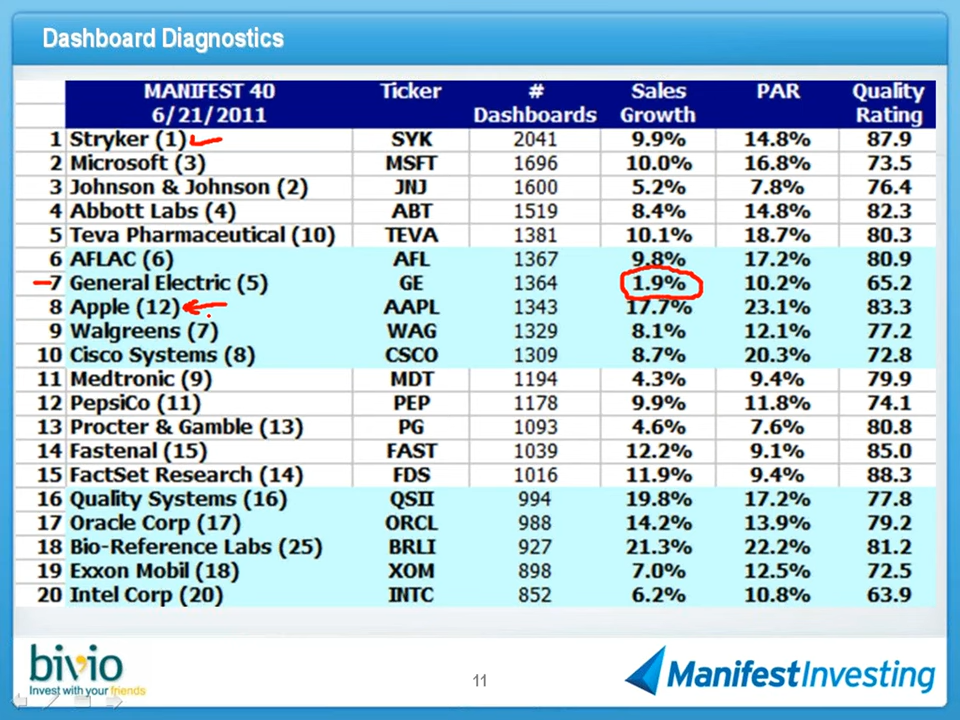 Dashboard Diagnostics
MANIFEST 40 Ticker # Sales PAR Quality
6/21/2011 Dashboards Growth Rating
1 Stryker (1) SYK 2041 9.9% 14.8% 87.9
2 Microsoft (3) MSFT 1696 10.0% 16.8% 73.5
3 Johnson & Johnson (2) JNJ 1600 5.2% 7.8% 76.4
4 Abbott Labs (4) ABT 1519 8.4% 14.8% 82.3
5 Teva Pharmaceutical (10) TEVA 1381 10.1% 18.7% 80.3
6 AFLAC (6) AFL 1367 9.8% 17.2% 80.9
7 General Electric (5) GE 1364 1.9% 10.2% 65.2
8 Apple (12) AAPL 1343 17.7% 23.1% 83.3
9 Walgreens (7) WAG 1329 8.1% 12.1% 77.2
10 Cisco Systems (8) CSCO 1309 8.7% 20.3% 72.8
11 Medtronic (9) MDT 1194 4.3% 9.4% 79.9
12 PepsiCo (11) PEP 1178 9.9% 11.8% 74.1
13 Procter & Gamble (13) PG 1093 4.6% 7.6% 80.8
14 Fastenal (15) FAST 1039 12.2% 9.1% 85.0
15 FactSet Research (14) FDS 1016 11.9% 9.4% 88.3
16 Quality Systems (16) QSII 994 19.8% 17.2% 77.8
17 Oracle Corp (17) ORCL 988 14.2% 13.9% 79.2
18 Bio-Reference Labs (25) BRLI 927 21.3% 22.2% 81.2
19 Exxon Mobil (18) XOM 898 7.0% 12.5% 72.5
20 Intel Corp (20) INTC 852 6.2% 10.8% 63.9
bivio
Invest with your friends
11
ManifestInvesting